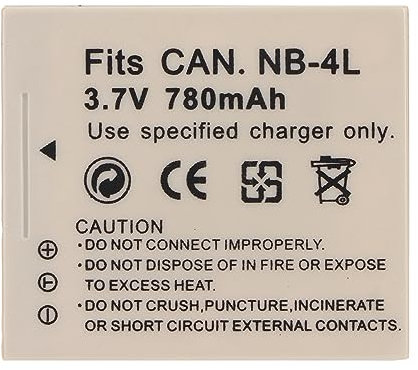 Fits CAN. NB-4L
3.7V 780mAh
Use specified charger only.
CE
CAUTION
·DO NOT CONNECT IMPROPERLY.
·DO NOT DISPOSE OF IN FIRE OR EXPOSE
TO EXCESS HEAT.
·DO NOT CRUSH,PUNCTURE,INCINERATE
OR SHORT CIRCUIT EXTERNAL CONTACTS.